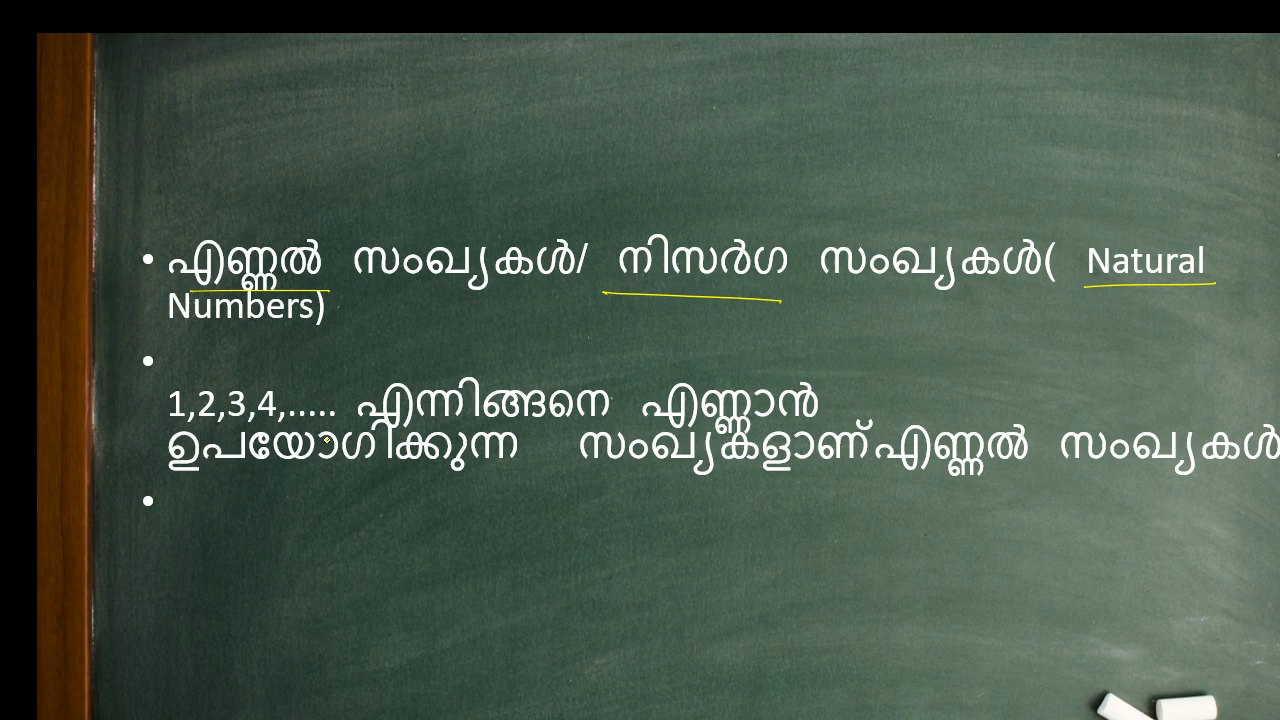 • എണ്ണൽ സംഖ്യകൾ/ നിസർഗ സംഖ്യകൾ( Natural
Numbers)
•
1,2,3,4,..... എന്നിങ്ങനെ എണ്ണാൻ
ഉപയോഗിക്കുന്ന സംഖ്യകളാണ് എണ്ണൽ സംഖ്യകൾ
•